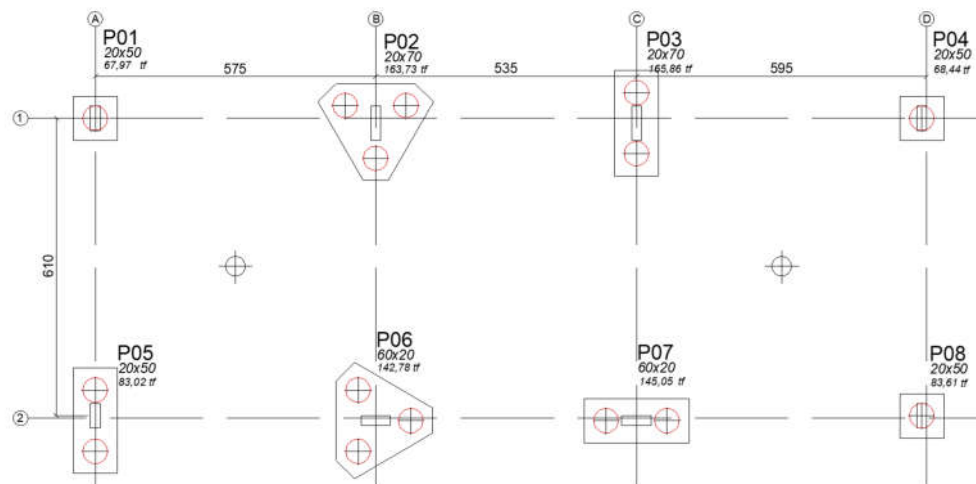 A
B
C
D
P01
20x50
67,97 tf
P02
20x70
163,73 tf
P03
20x70
165,86 tf
P04
20x50
68,44 tf
575
535
595
1
610
P05
20x50
83,02 tf
P06
60x20
142,78 tf
P07
60x20
145,05 tf
P08
20x50
83,61 tf
2